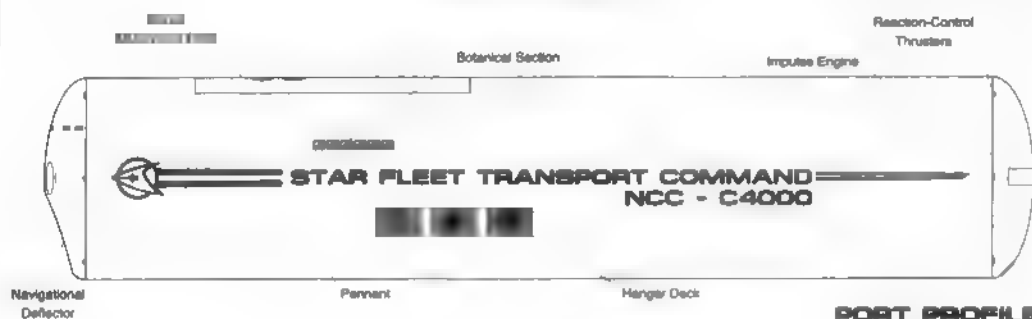 Reaction-Control
Thrusters
Botanical Section
Impulse Engine
STAR FLEET TRANSPORT COMMAND
NCC - C4000
Navigational
Deflector
Pennant
Hanger Deck
PORT PROFILE